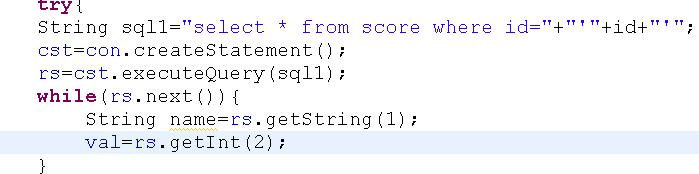 try{
String sql1="select * from score where id="+"'"+id+"'";
cst=con.createStatement();
rs=cst.executeQuery(sql1);
while(rs.next()){
String name=rs.getString(1);
val=rs.getInt(2);
}